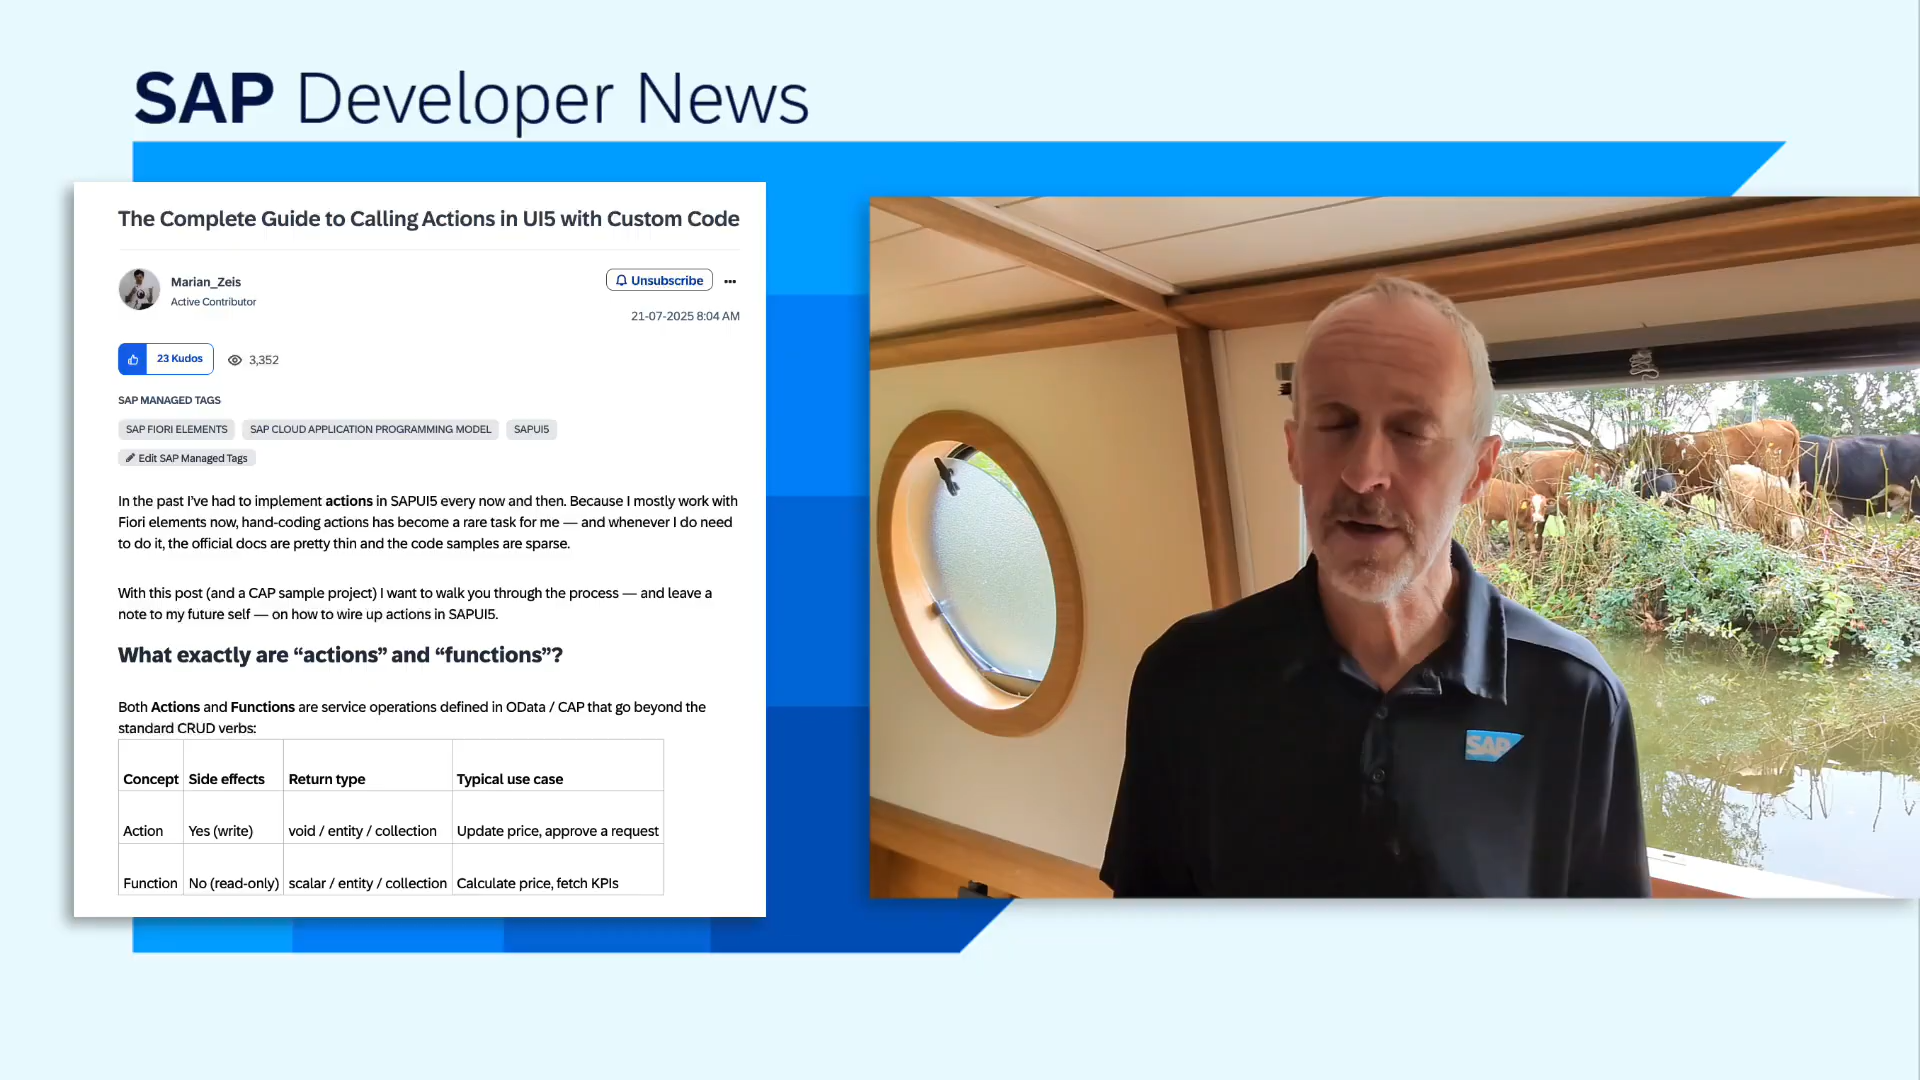 SAP Developer News
The Complete Guide to Calling Actions in UI5 with Custom Code
Marian_Zeis
Active Contributor
Unsubscribe
21-07-2025 8:04 AM
23 Kudos
3,352
SAP MANAGED TAGS
SAP FIORI ELEMENTS
SAP CLOUD APPLICATION PROGRAMMING MODEL
SAPUI5
Edit SAP Managed Tags
In the past I've had to implement actions in SAPUI5 every now and then. Because I mostly work with
Fiori elements now, hand-coding actions has become a rare task for me — and whenever I do need
to do it, the official docs are pretty thin and the code samples are sparse.
With this post (and a CAP sample project) I want to walk you through the process — and leave a
note to my future self — on how to wire up actions in SAPUI5.
What exactly are “actions” and “functions”?
Both Actions and Functions are service operations defined in OData / CAP that go beyond the
standard CRUD verbs:
Concept Side effects Return type Typical use case
Action Yes (write) void / entity / collection Update price, approve a request
Function No (read-only) scalar / entity / collection Calculate price, fetch KPIs
SAP